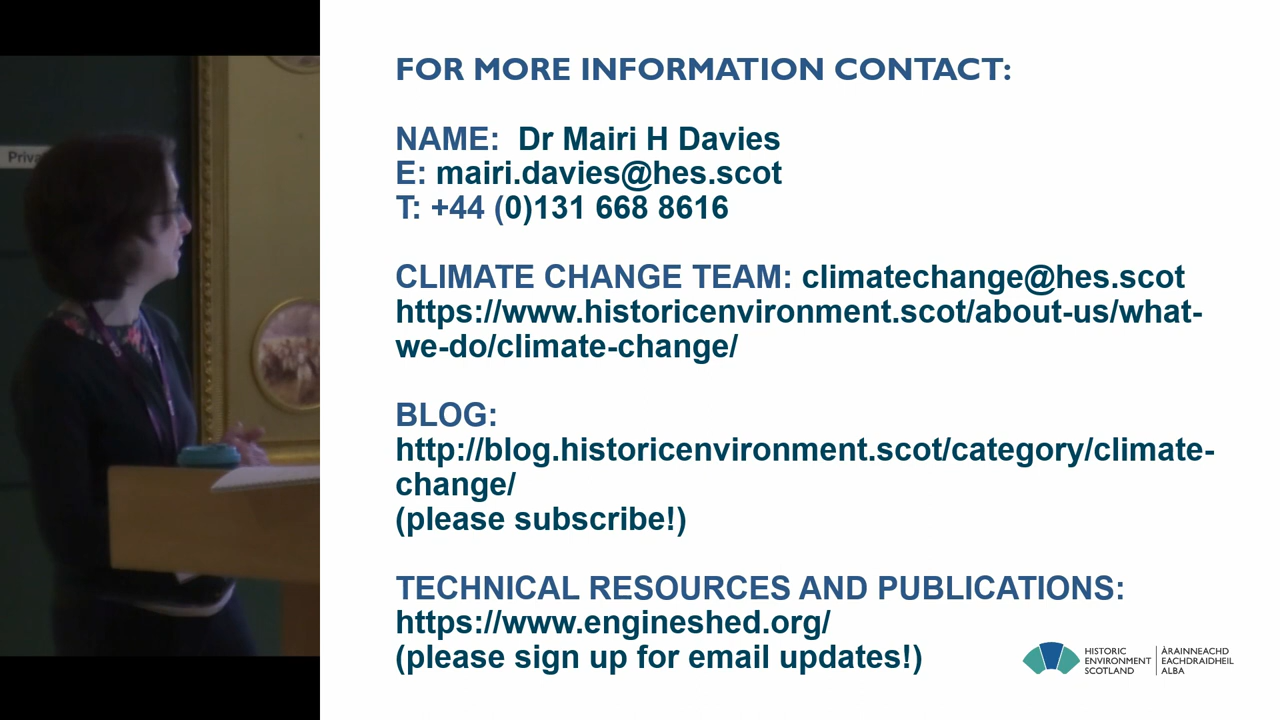 Priva
FOR MORE INFORMATION CONTACT:
NAME:  Dr Mairi H Davies
E: mairi.davies@hes.scot
T: +44 (0)131 668 8616
CLIMATE CHANGE TEAM: climatechange@hes.scot
https://www.historicenvironment.scot/about-us/what-
we-do/climate-change/
BLOG:
http://blog.historicenvironment.scot/category/climate-
change/
(please subscribe!)
TECHNICAL RESOURCES AND PUBLICATIONS:
https://www.engineshed.org/
(please sign up for email updates!)
HISTORIC
ENVIRONMENT
SCOTLAND
ÀRAINNEACHD
EACHDRAIDHEIL
ALBA